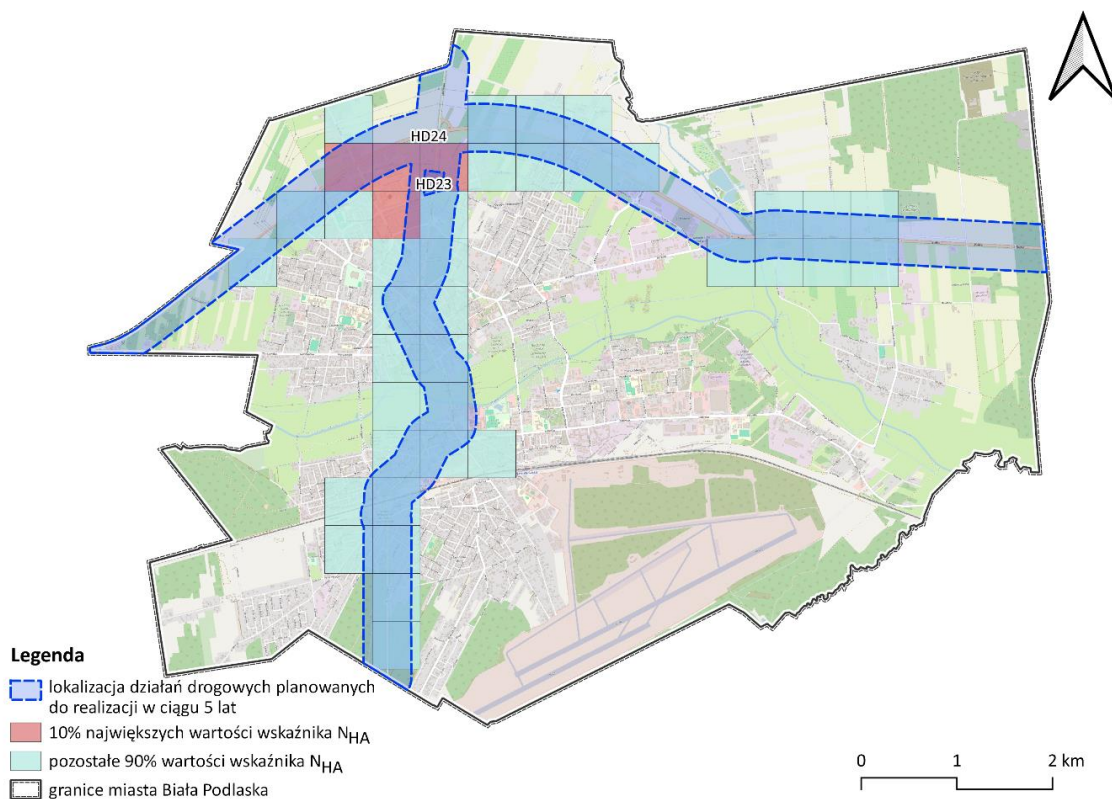 HD24
HD23
Legenda
lokalizacja działań drogowych planowanych
do realizacji w ciągu 5 lat
10% największych wartości wskaźnika NHA
pozostałe 90% wartości wskaźnika NHA
granice miasta Biała Podlaska
0 1 2 km